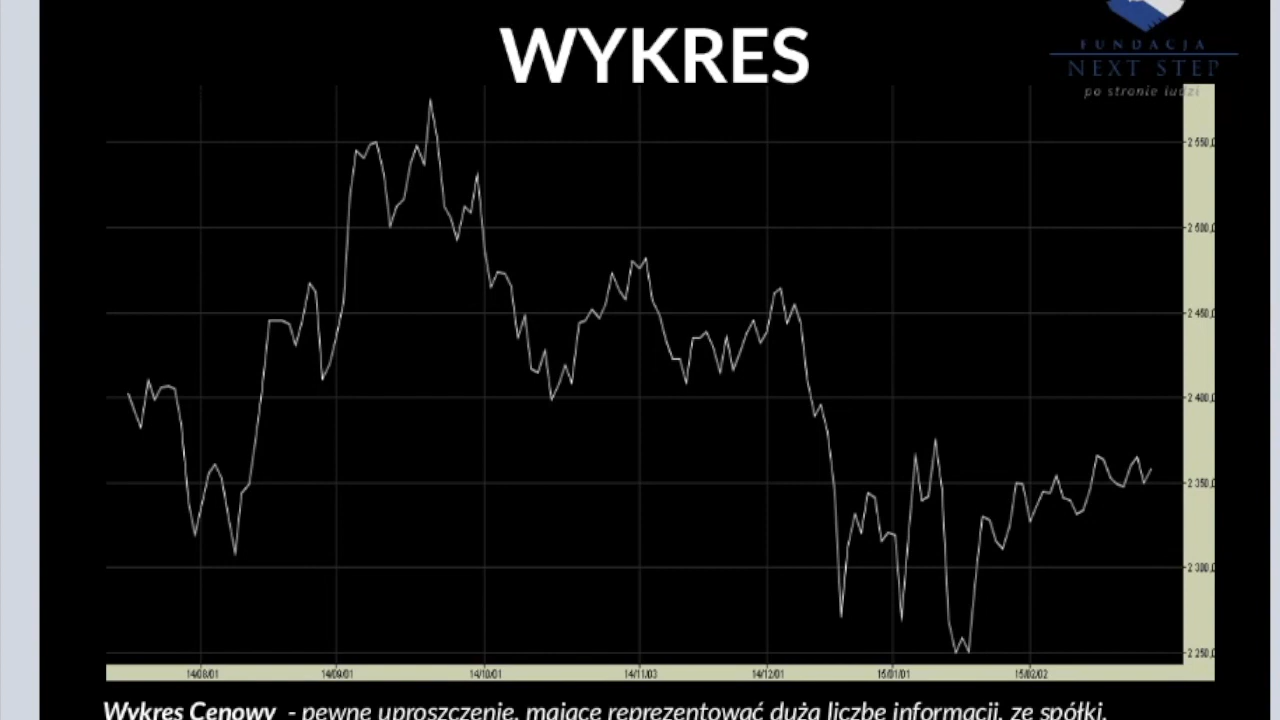 WYKRES
FUNDACJA
NEXT STEP
po stronie ludzi
2 550,0
2 500,0
2 450,0
2 400,0
2 350,0
2 300,0
2 250,0
14/08/01 14/09/01 14/10/01 14/11/03 14/12/01 15/01/01 15/02/02
Wykres Cenowy - pewne uproszczenie, mające reprezentować dużą liczbę informacji, ze spółki,